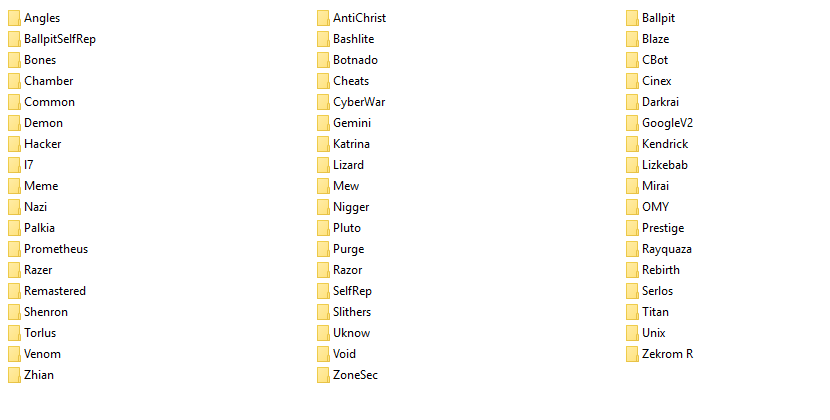 Angles AntiChrist Ballpit
BallpitSelfRep Bashlite Blaze
Bones Botnado CBot
Chamber Cheats Cinex
Common CyberWar Darkrai
Demon Gemini GoogleV2
Hacker Katrina Kendrick
I7 Lizard Lizkebab
Meme Mew Mirai
Nazi Nigger OMY
Palkia Pluto Prestige
Prometheus Purge Rayquaza
Razer Razor Rebirth
Remastered SelfRep Serlos
Shenron Slithers Titan
Torlus Uknow Unix
Venom Void Zekrom R
Zhian ZoneSec